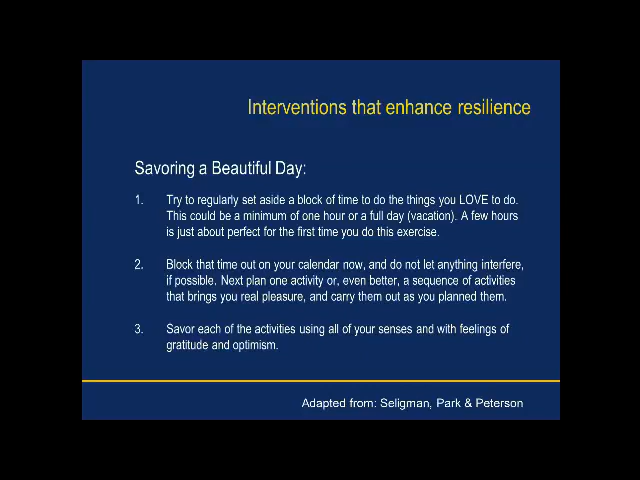 Interventions that enhance resilience
Savoring a Beautiful Day:
1. Try to regularly set aside a block of time to do the things you LOVE to do.
This could be a minimum of one hour or a full day (vacation). A few hours
is just about perfect for the first time you do this exercise.
2. Block that time out on your calendar now, and do not let anything interfere,
if possible. Next plan one activity or, even better, a sequence of activities
that brings you real pleasure, and carry them out as you planned them.
3. Savor each of the activities using all of your senses and with feelings of
gratitude and optimism.
Adapted from: Seligman, Park & Peterson